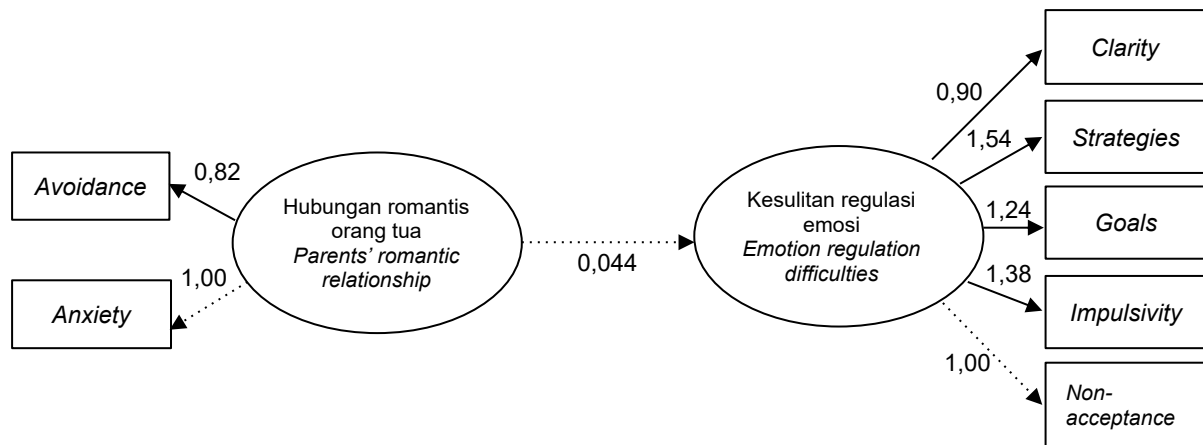 Avoidance
Anxiety
0,82
1,00
Hubungan romantis
orang tua
Parents' romantic
relationship
0,044
Kesulitan regulasi
emosi
Emotion regulation
difficulties
0,90
1,54
1,24
1,38
1,00
Clarity
Strategies
Goals
Impulsivity
Non-
acceptance